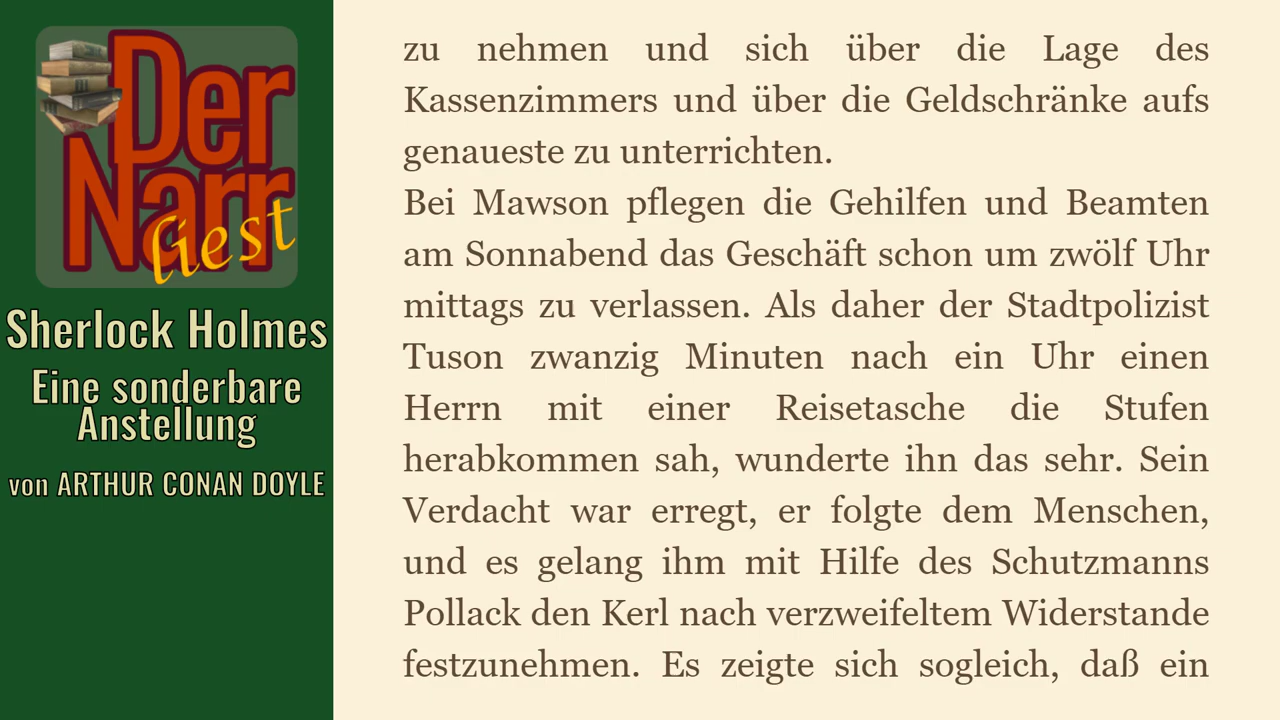 Der
Narr
liest
Sherlock Holmes
Eine sonderbare
Anstellung
von ARTHUR CONAN DOYLE
zu nehmen und sich über die Lage des
Kassenzimmers und über die Geldschränke aufs
genaueste zu unterrichten.
Bei Mawson pflegen die Gehilfen und Beamten
am Sonnabend das Geschäft schon um zwölf Uhr
mittags zu verlassen. Als daher der Stadtpolizist
Tuson zwanzig Minuten nach ein Uhr einen
Herrn mit einer Reisetasche die Stufen
herabkommen sah, wunderte ihn das sehr. Sein
Verdacht war erregt, er folgte dem Menschen,
und es gelang ihm mit Hilfe des Schutzmanns
Pollack den Kerl nach verzweifeltem Widerstande
festzunehmen. Es zeigte sich sogleich, daß ein